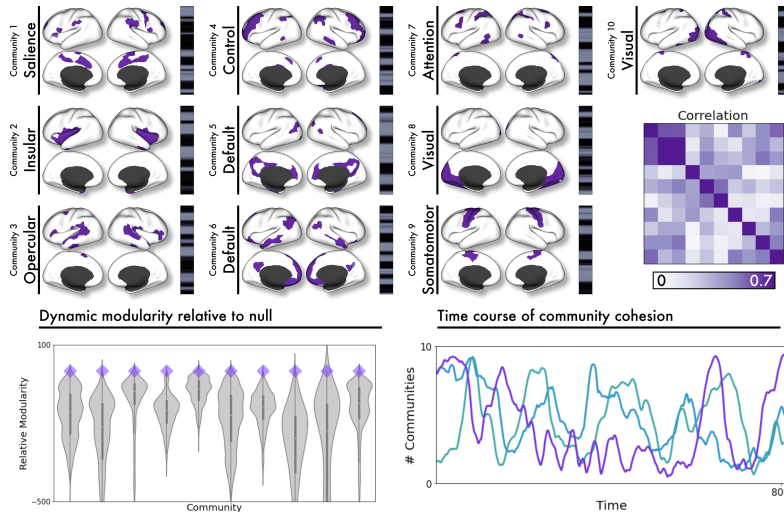 Community 1
Salience
Community 4
Control
Community 7
Attention
Community 10
Visual
Community 2
Insular
Community 5
Default
Community 8
Visual
Correlation
Community 3
Opercular
Community 6
Default
Community 9
Somatomotor
0
0.7
Dynamic modularity relative to null
Relative Modularity
100
−500
Community
Time course of community cohesion
# Communities
10
0
80
Time